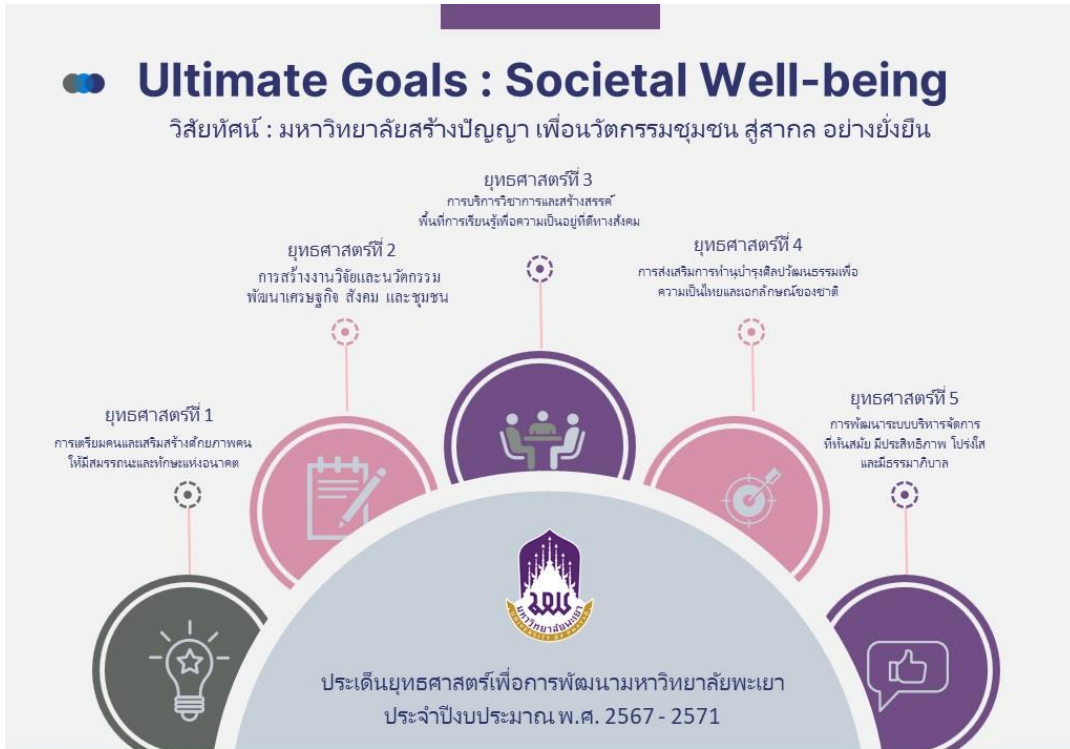 Ultimate Goals : Societal Well-being
วิสัยทัศน์ : มหาวิทยาลัยสร้างปัญญา เพื่อนวัตกรรมชุมชน สู่สากล อย่างยั่งยืน
ยุทธศาสตร์ที่ 1
การเตรียมคนและเสริมสร้างศักยภาพคน
ให้มีสมรรถนะและทักษะแห่งอนาคต
ยุทธศาสตร์ที่ 2
การสร้างงานวิจัยและนวัตกรรม
พัฒนาเศรษฐกิจ สังคม และชุมชน
ยุทธศาสตร์ที่ 3
การบริการวิชาการและสร้างสรรค์
พื้นที่การเรียนรู้เพื่อความเป็นอยู่ที่ดีทางสังคม
ยุทธศาสตร์ที่ 4
การส่งเสริมการทำนุบำรุงศิลปวัฒนธรรมเพื่อ
ความเป็นไทยและเอกลักษณ์ของชาติ
ยุทธศาสตร์ที่ 5
การพัฒนาระบบบริหารจัดการ
ที่ทันสมัย มีประสิทธิภาพ โปร่งใส
และมีธรรมาภิบาล
มหาวิทยาลัยพะเยา
UNIVERSITY OF PHAYAO
ประเด็นยุทธศาสตร์เพื่อการพัฒนามหาวิทยาลัยพะเยา
ประจำปีงบประมาณ พ.ศ. 2567 - 2571